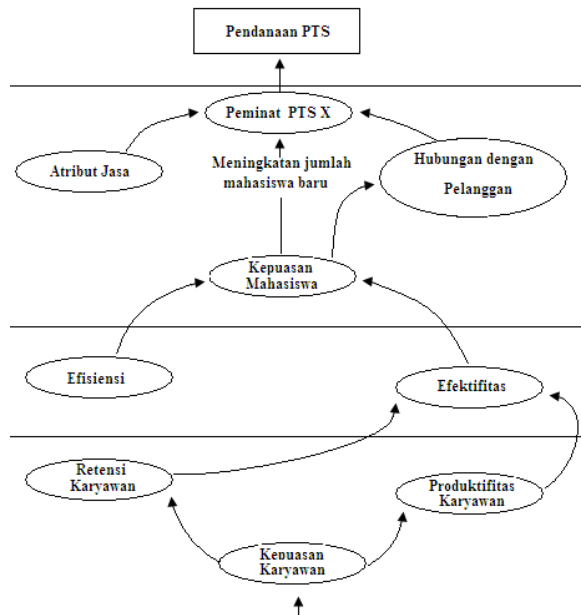 Pendanaan PTS
Peminat PTS X
Atribut Jasa
Meningkatan jumlah
mahasiswa baru
Hubungan dengan
Pelanggan
Kepuasan
Mahasiswa
Efisiensi
Efektifitas
Retensi
Karyawan
Produktifitas
Karyawan
Kepuasan
Karyawan